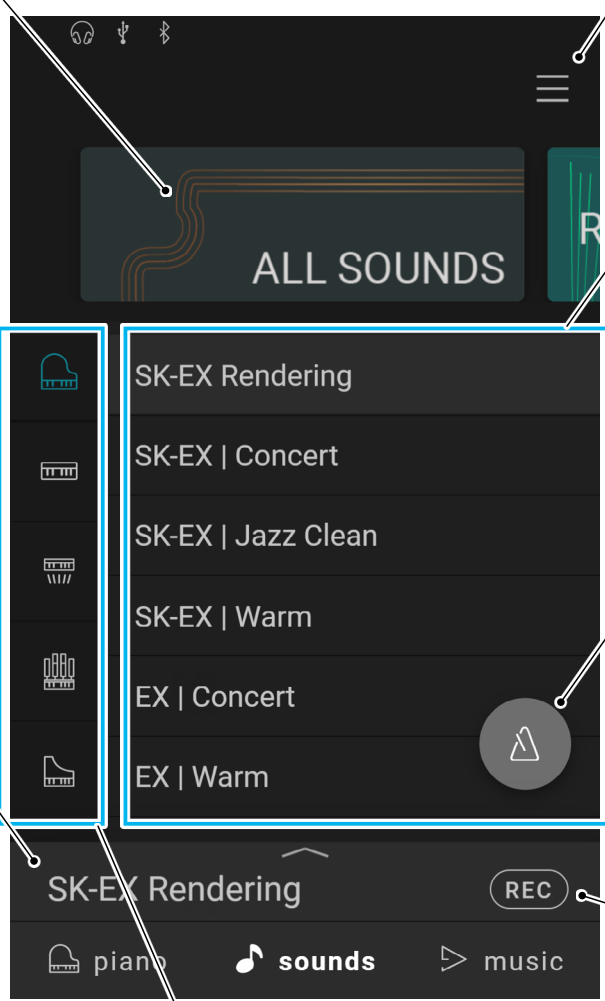 ALL SOUNDS
R
SK-EX Rendering
SK-EX | Concert
SK-EX | Jazz Clean
SK-EX | Warm
EX | Concert
EX | Warm
SK-EX Rendering
REC
piano
sounds
music